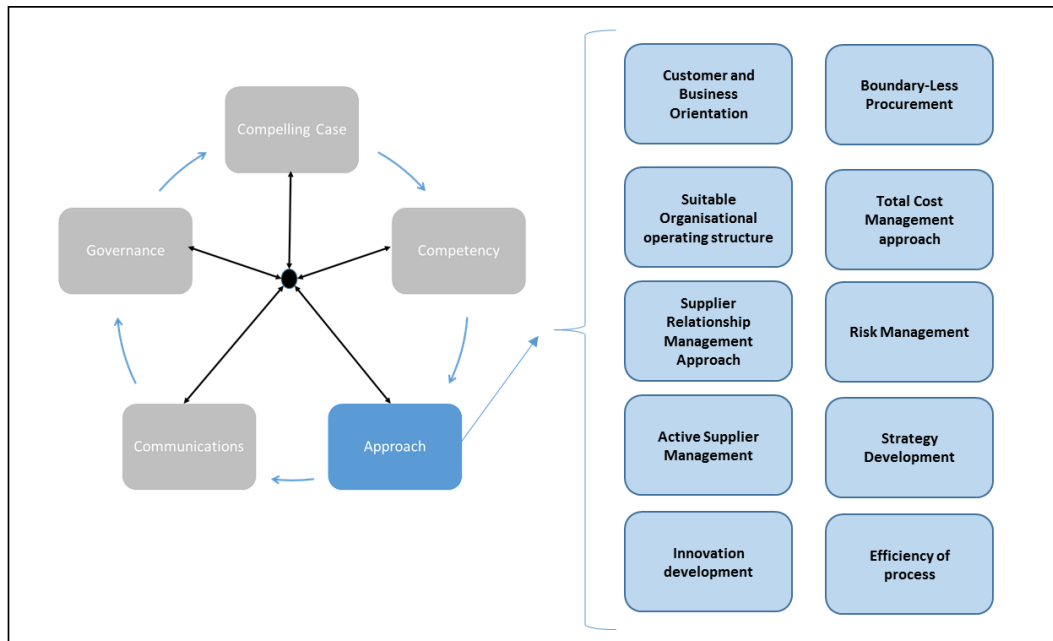 Compelling Case
Governance
Competency
Communications
Approach
Customer and
Business
Orientation
Boundary-Less
Procurement
Suitable
Organisational
operating structure
Total Cost
Management
approach
Supplier
Relationship
Management
Approach
Risk Management
Active Supplier
Management
Strategy
Development
Innovation
development
Efficiency of
process